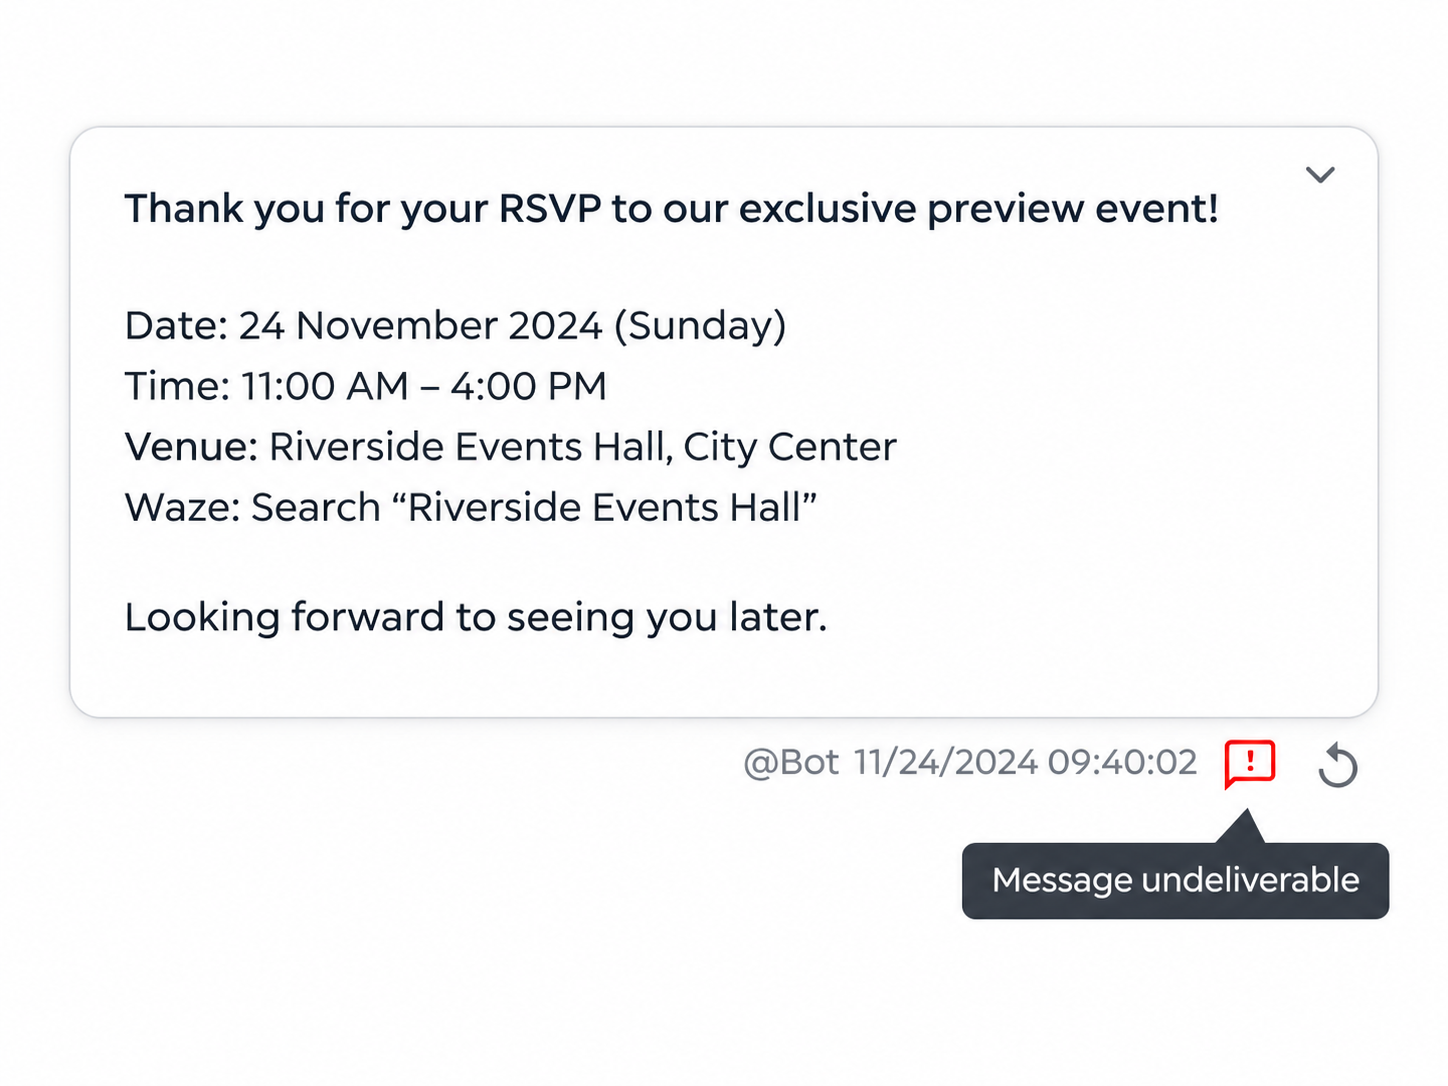 Thank you for your RSVP to our exclusive preview event!
Date: 24 November 2024 (Sunday)
Time: 11:00 AM – 4:00 PM
Venue: Riverside Events Hall, City Center
Waze: Search “Riverside Events Hall”
Looking forward to seeing you later.
@Bot 11/24/2024 09:40:02
Message undeliverable